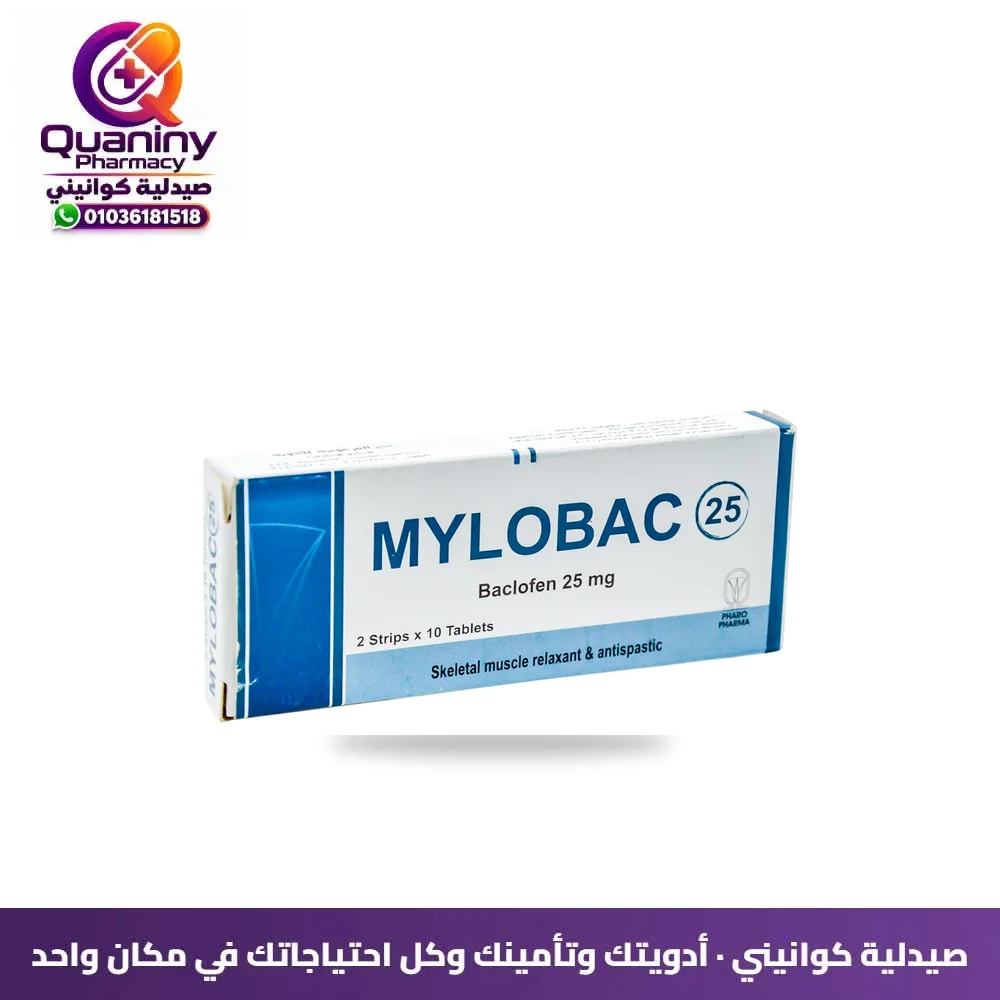 Quaniny
Pharmacy
صيدلية كوانيني
01036181518
MYLOBAC 25
Baclofen 25 mg
2 Strips x 10 Tablets
Skeletal muscle relaxant & antispastic
PHARO
PHARMA
MYLOBAC 25
صيدلية كوانيني · أدويتك وتأمينك وكل احتياجاتك في مكان واحد